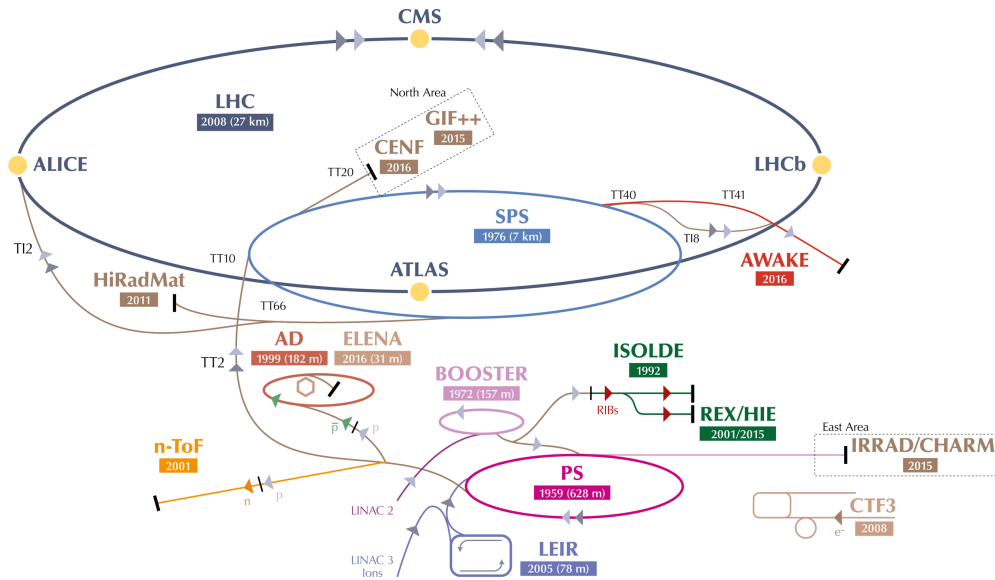 CMS
North Area
LHC
2008 (27 km)
GIF++
2015
CENF
2016
ALICE
TT20
LHCb
TT40
TT41
SPS
1976 (7 km)
TI8
TI2
TT10
ATLAS
AWAKE
2016
HiRadMat
2011
TT66
AD
1999 (182 m)
ELENA
2016 (31 m)
TT2
BOOSTER
1972 (157 m)
ISOLDE
1992
RIBs
REX/HIE
2001/2015
p̅
p
East Area
IRRAD/CHARM
2015
n-ToF
2001
n
p
PS
1959 (628 m)
LINAC 2
CTF3
2008
e-
LEIR
2005 (78 m)
LINAC 3
Ions